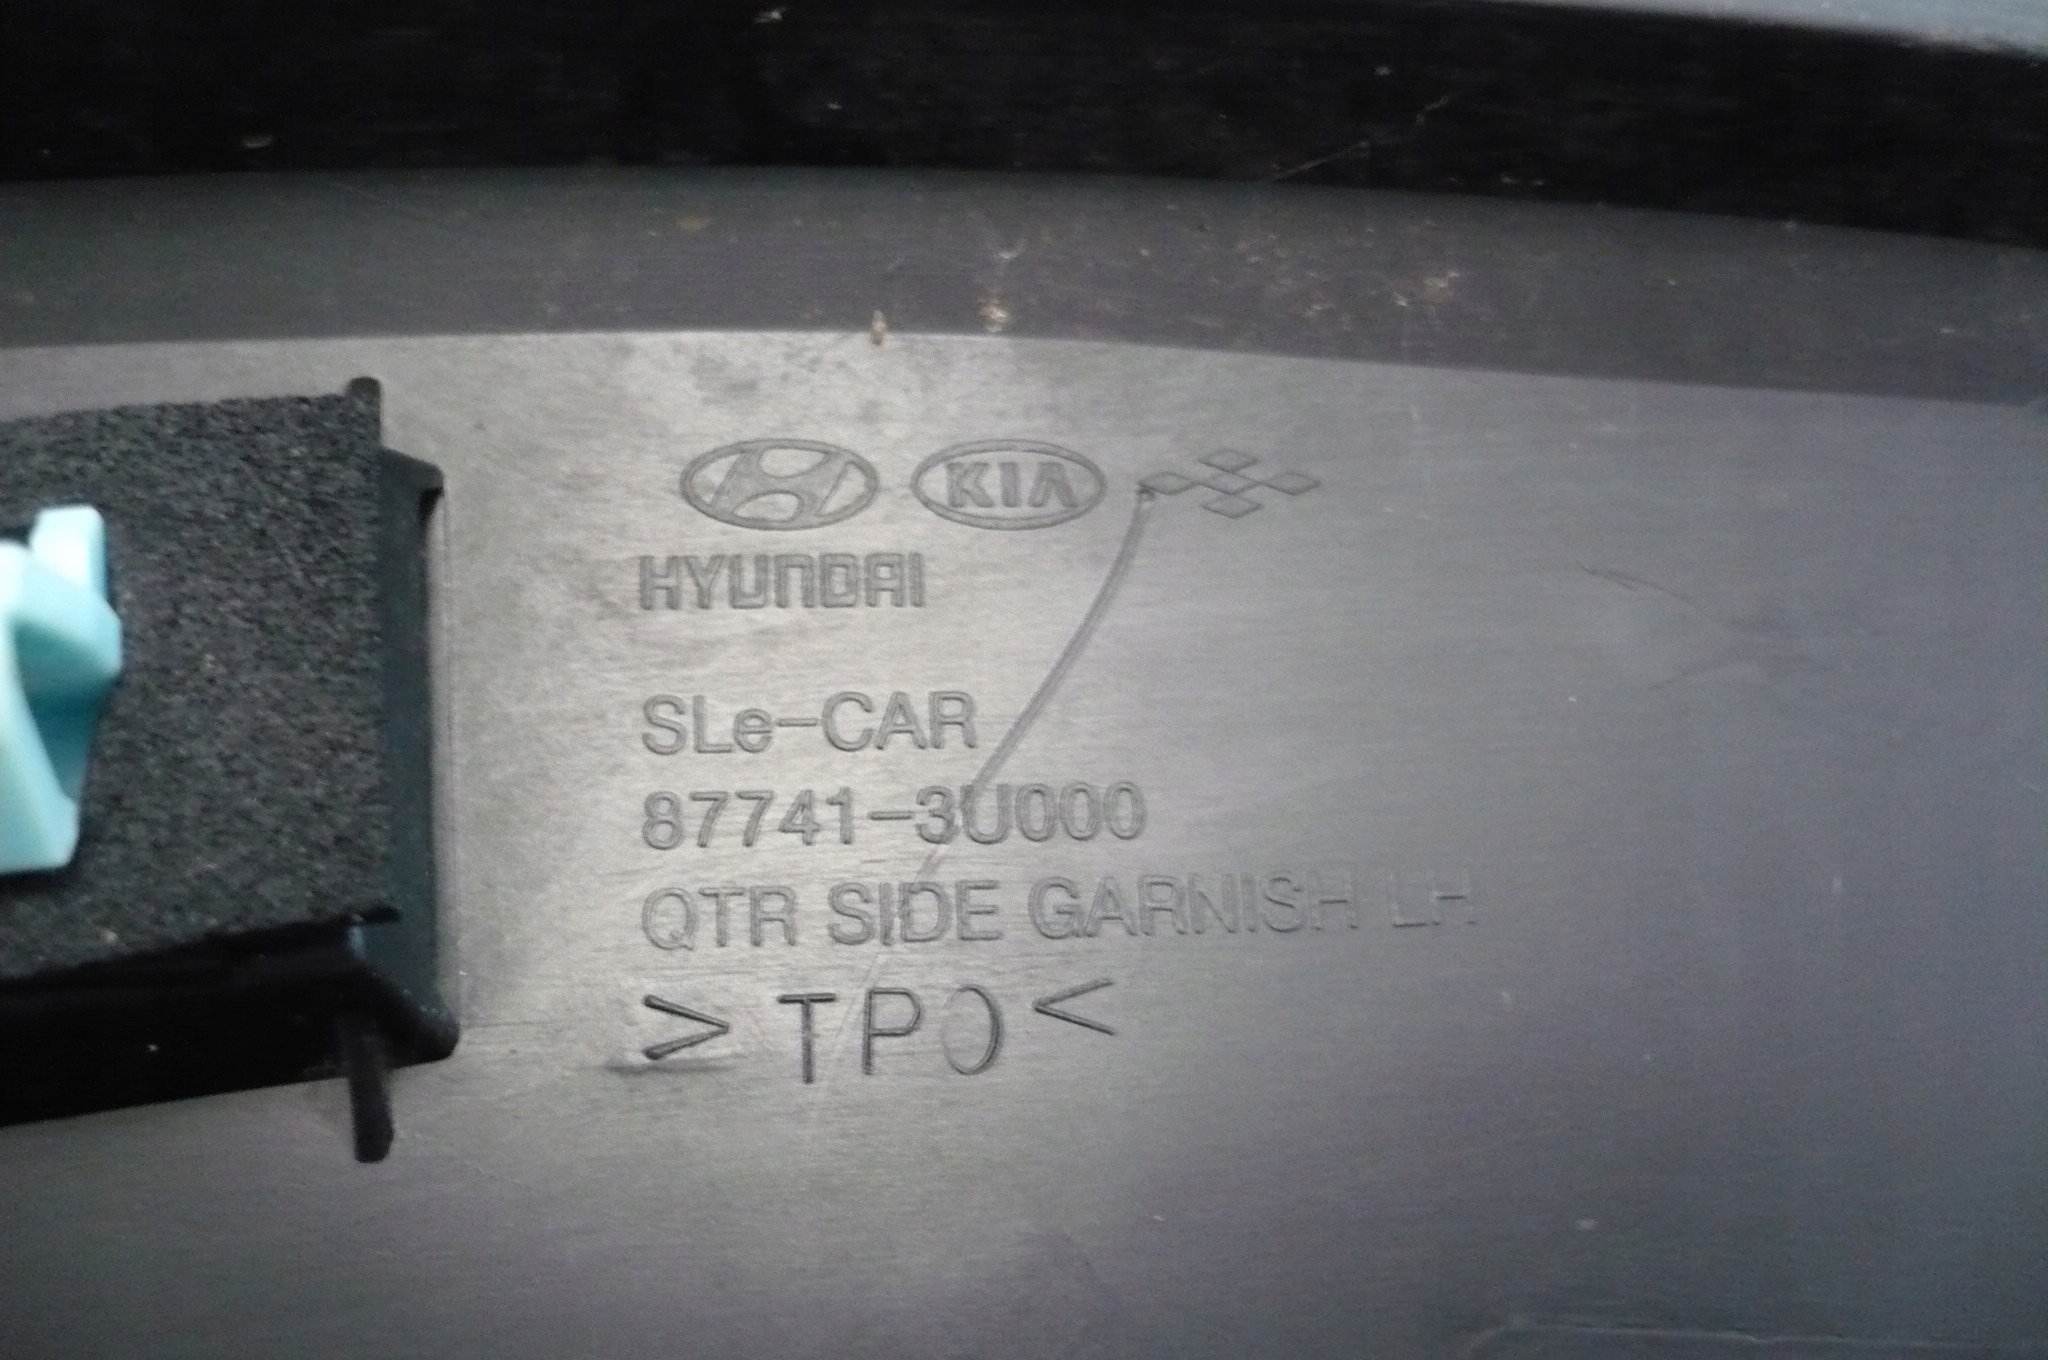 KIA
HYUNDAI
SLe-CAR
87741-3U000
QTR SIDE GARNISH LH
>TPO<